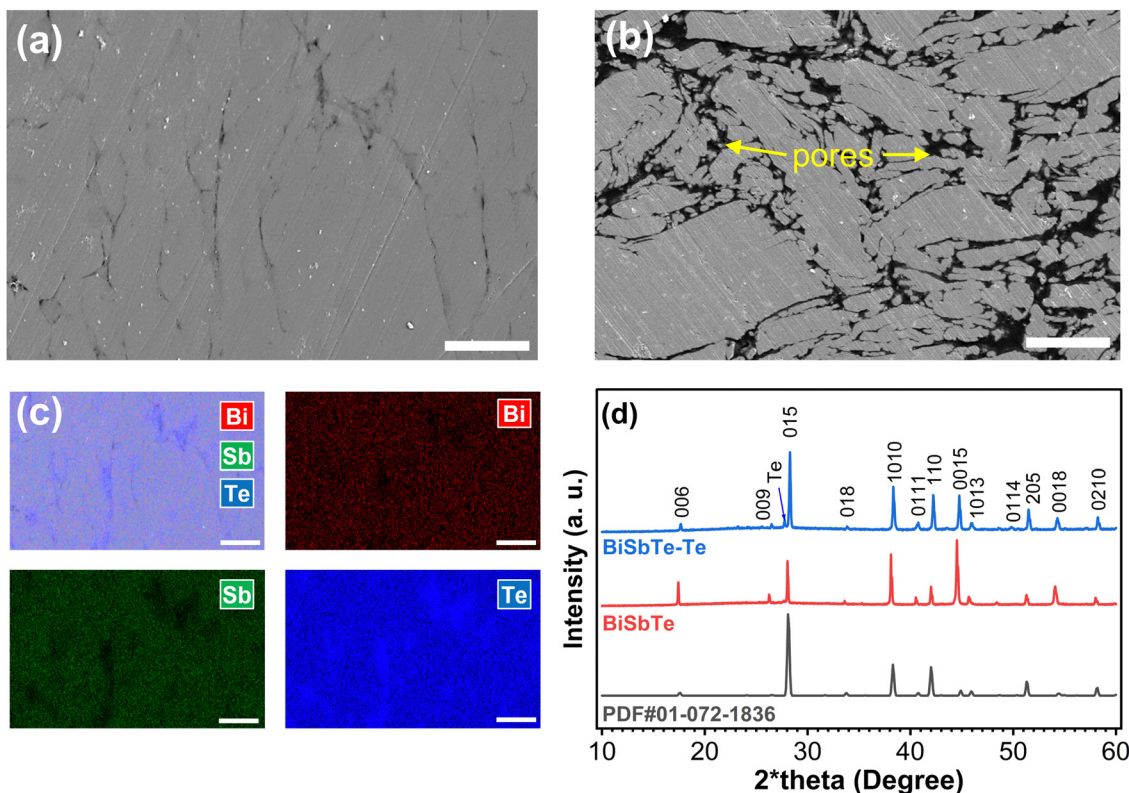 (a)
(b)
pores
(c)
Bi
Sb
Te
Bi
Sb
Te
(d)
Intensity (a. u.)
006
009
Te
015
018
1010
0111
110
0015
1013
0114
205
0018
0210
BiSbTe-Te
BiSbTe
PDF#01-072-1836
10
20
30
40
50
60
2*theta (Degree)